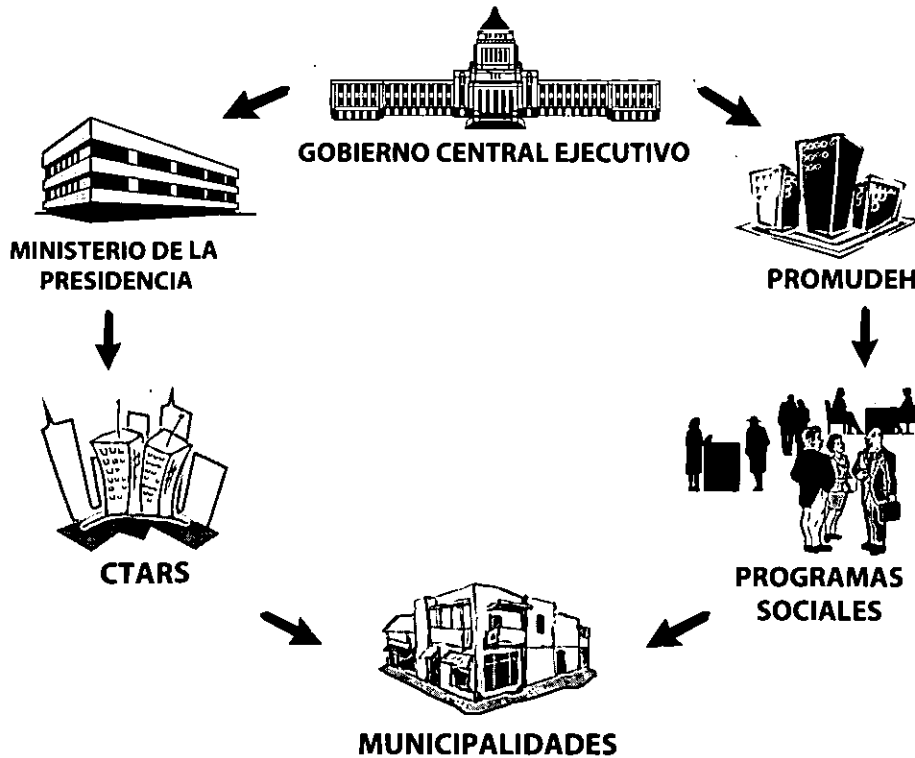 GOBIERNO CENTRAL EJECUTIVO
MINISTERIO DE LA
PRESIDENCIA
PROMUDEH
CTARS
PROGRAMAS
SOCIALES
MUNICIPALIDADES